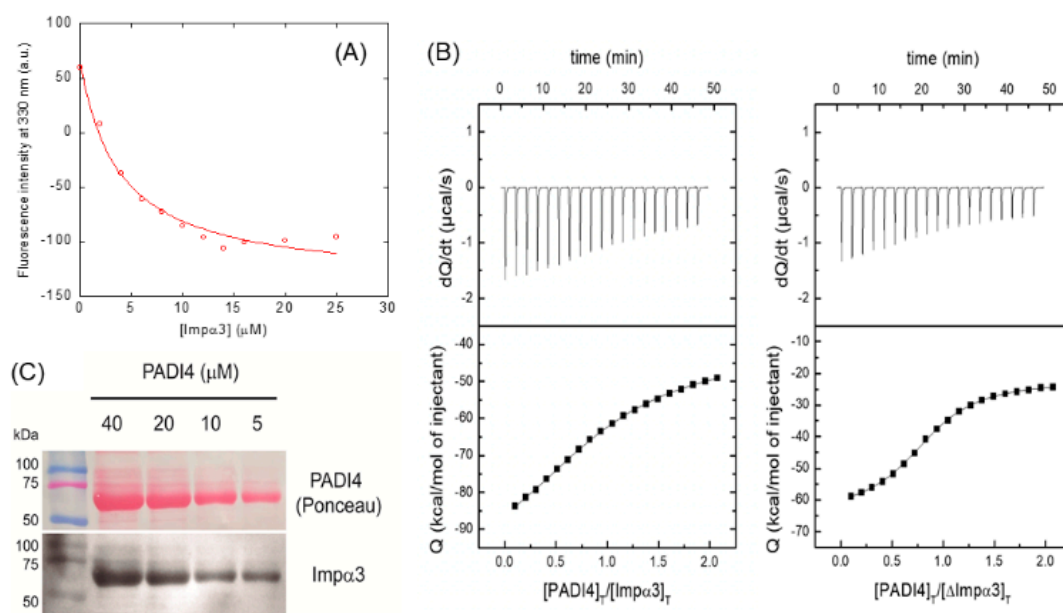 (A)
Fluorescence intensity at 330 nm (a.u.)
100
50
0
-50
-100
-150
0 5 10 15 20 25 30
[Impα3] (μM)
(B)
time (min)
0 10 20 30 40 50
dQ/dt (μcal/s)
1
0
-1
-2
Q (kcal/mol of injectant)
-40
-50
-60
-70
-80
-90
0.0 0.5 1.0 1.5 2.0
[PADI4]T/[Impα3]T
time (min)
0 10 20 30 40 50
dQ/dt (μcal/s)
1
0
-1
-2
Q (kcal/mol of injectant)
-20
-30
-40
-50
-60
-70
0.0 0.5 1.0 1.5 2.0
[PADI4]T/[ΔImpα3]T
(C)
PADI4 (μM)
kDa
40 20 10 5
100
75
50
PADI4
(Ponceau)
100
75
50
Impα3